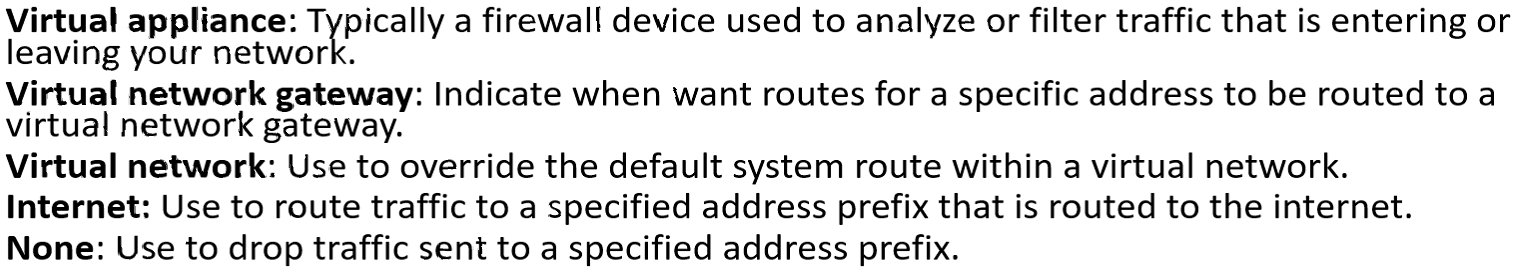 Virtual appliance: Typically a firewall device used to analyze or filter traffic that is entering or
leaving your network.
Virtual network gateway: Indicate when want routes for a specific address to be routed to a
virtual network gateway.
Virtual network: Use to override the default system route within a virtual network.
Internet: Use to route traffic to a specified address prefix that is routed to the internet.
None: Use to drop traffic sent to a specified address prefix.